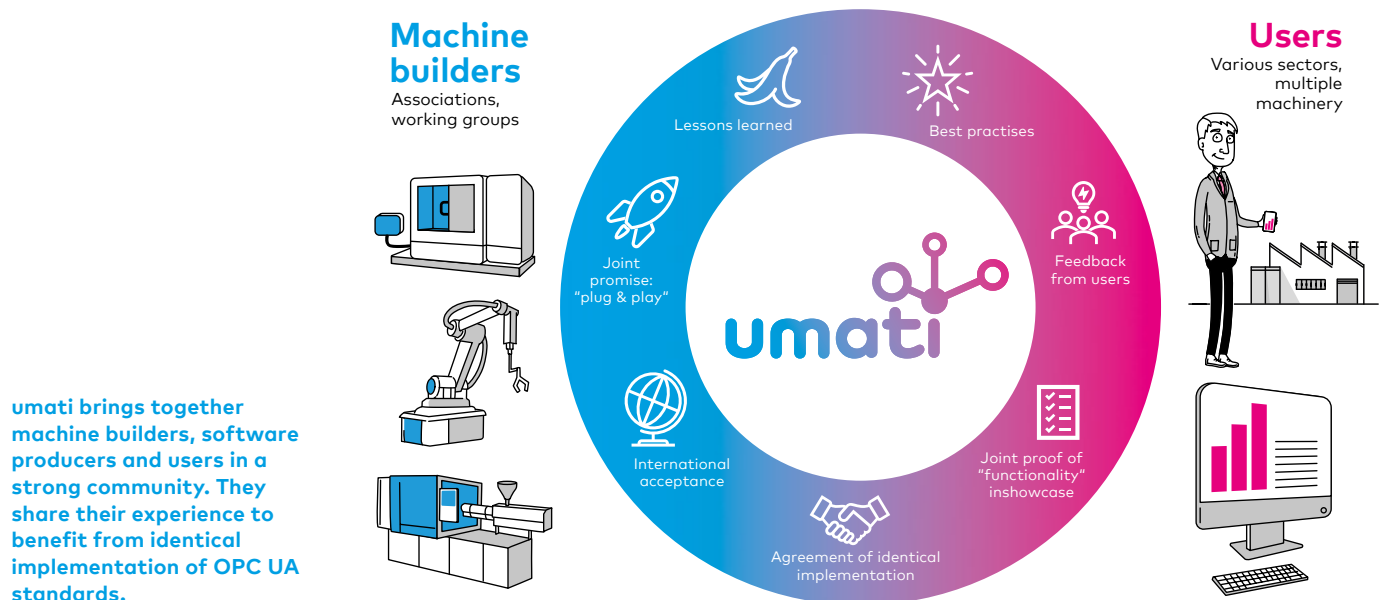 Machine
builders
Associations,
working groups
Users
Various sectors,
multiple
machinery
Lessons learned
Best practises
Joint
promise:
"plug & play"
Feedback
from users
umati
International
acceptance
Joint proof of
"functionality"
inshowcase
Agreement of identical
implementation
umati brings together
machine builders, software
producers and users in a
strong community. They
share their experience to
benefit from identical
implementation of OPC UA
standards.